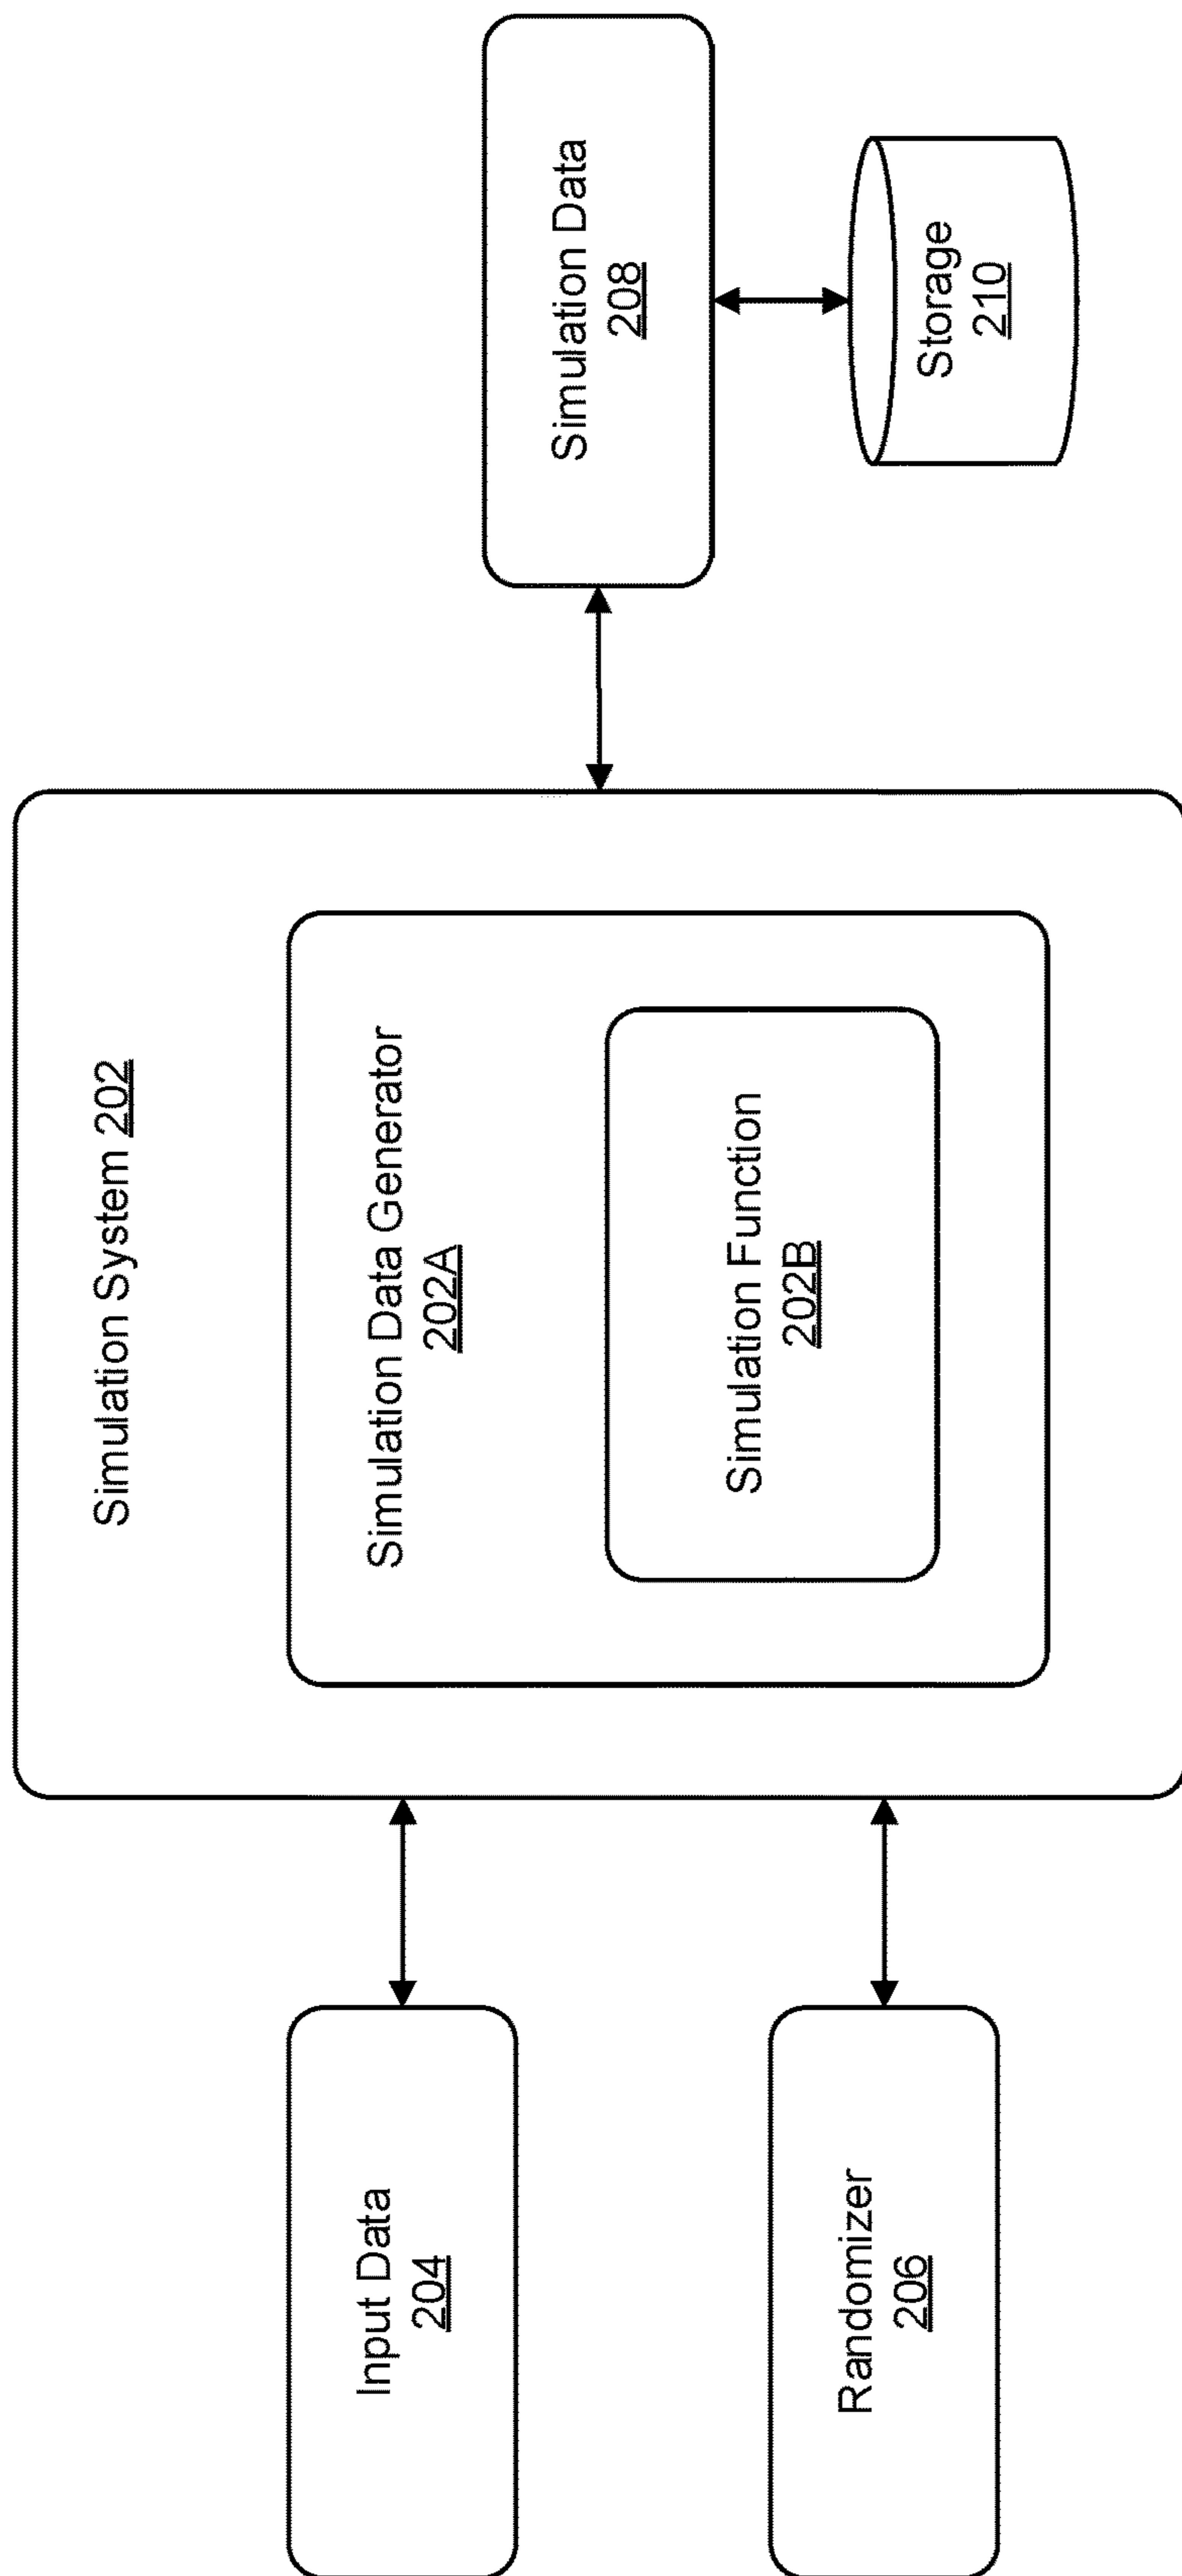 Simulation System 202
Simulation Data Generator
202A
Simulation Function
202B
Input Data
204
Randomizer
206
Simulation Data
208
Storage
210